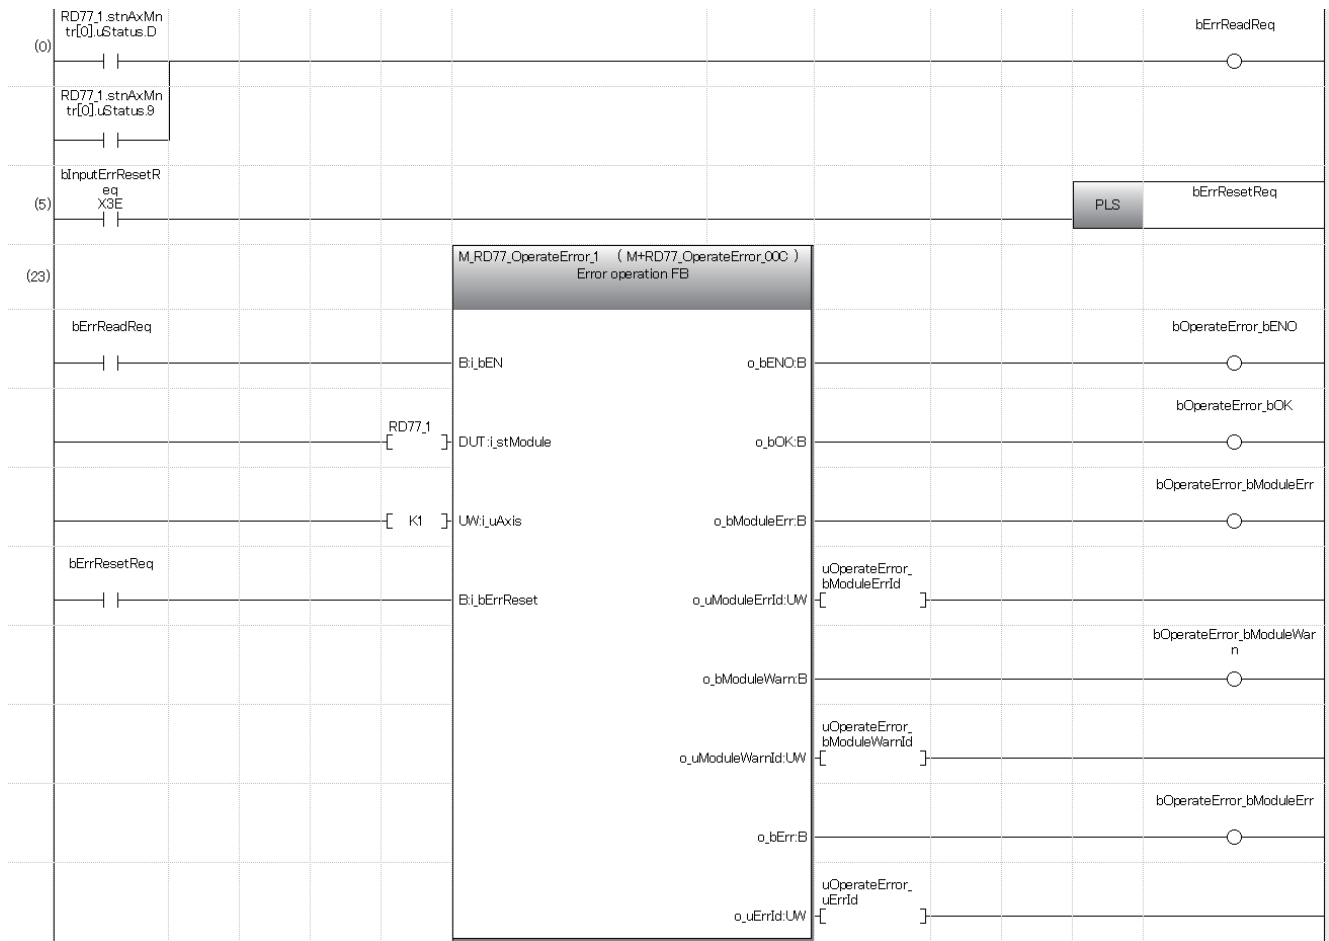 RD77_1.stnAxMn
tr[0].uStatus.D
bErrReadReq
(0)
RD77_1.stnAxMn
tr[0].uStatus.9
bInputErrResetR
eq
X3E
(5)
PLS
bErrResetReq
(23)
M_RD77_OperateError_1 ( M+RD77_OperateError_00C )
Error operation FB
bErrReadReq
B:i_bEN
o_bENO:B
bOperateError_bENO
RD77_1
DUT:i_stModule
o_bOK:B
bOperateError_bOK
K1
UW:i_uAxis
o_bModuleErr:B
bOperateError_bModuleErr
bErrResetReq
B:i_bErrReset
o_uModuleErrId:UW
uOperateError_
bModuleErrId
o_bModuleWarn:B
bOperateError_bModuleWar
n
o_uModuleWarnId:UW
uOperateError_
bModuleWarnId
o_bErr:B
bOperateError_bModuleErr
o_uErrId:UW
uOperateError_
uErrId